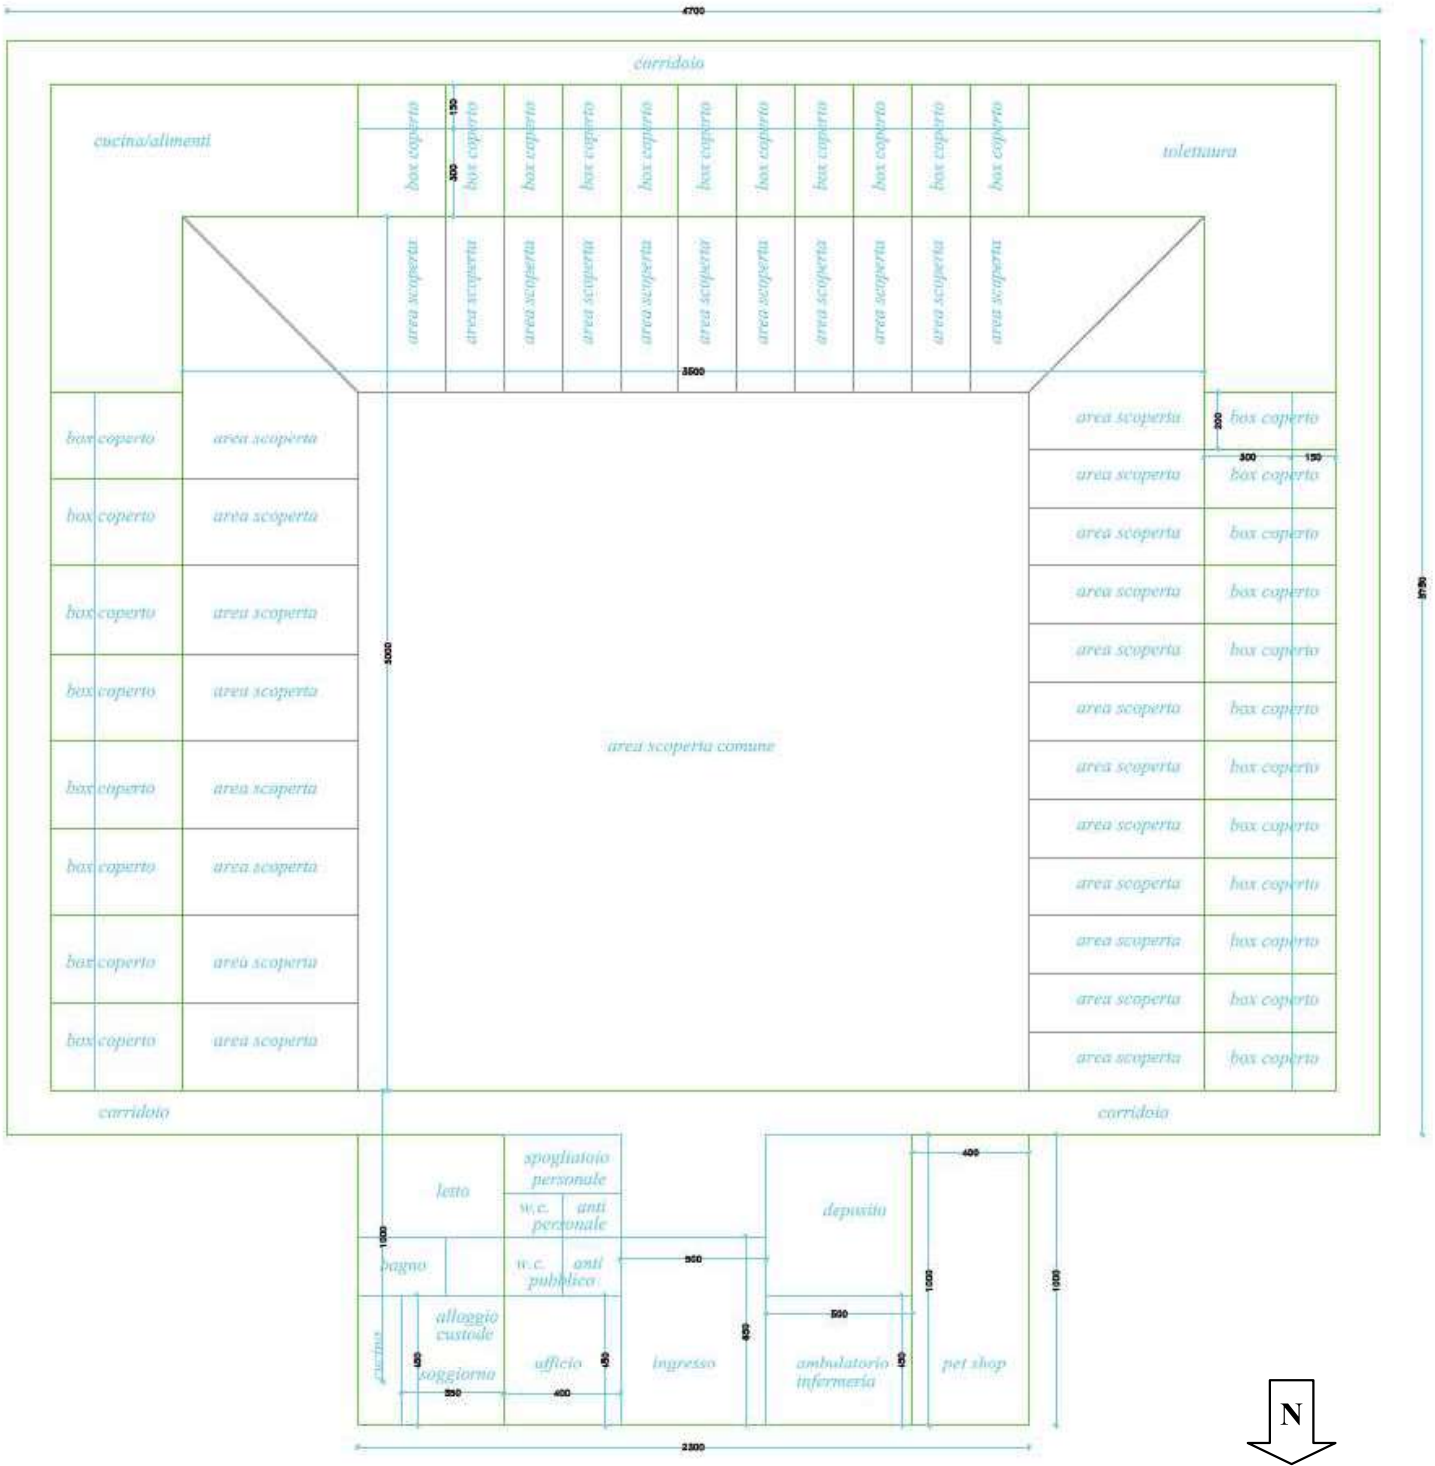 4700
corridoio
cucina/alimenti
150
300
box coperto
box coperto
box coperto
box coperto
box coperto
box coperto
box coperto
box coperto
box coperto
box coperto
box coperto
tolettaura
area scoperta
area scoperta
area scoperta
area scoperta
area scoperta
area scoperta
area scoperta
area scoperta
area scoperta
area scoperta
area scoperta
3500
box coperto
area scoperta
box coperto
area scoperta
box coperto
area scoperta
box coperto
area scoperta
box coperto
area scoperta
box coperto
area scoperta
box coperto
area scoperta
box coperto
area scoperta
3000
area scoperta comune
area scoperta
200
box coperto
300
150
area scoperta
box coperto
area scoperta
box coperto
area scoperta
box coperto
area scoperta
box coperto
area scoperta
box coperto
area scoperta
box coperto
area scoperta
box coperto
area scoperta
box coperto
area scoperta
box coperto
area scoperta
box coperto
area scoperta
box coperto
3750
corridoio
corridoio
letto
spogliatoio
personale
w.c.
anti
personale
1000
bagno
w.c.
anti
pubblico
500
deposito
400
1000
1000
alloggio
custode
cucina
450
soggiorno
350
ufficio
450
400
ingresso
650
500
ambulatorio
infermeria
450
pet shop
2300
N